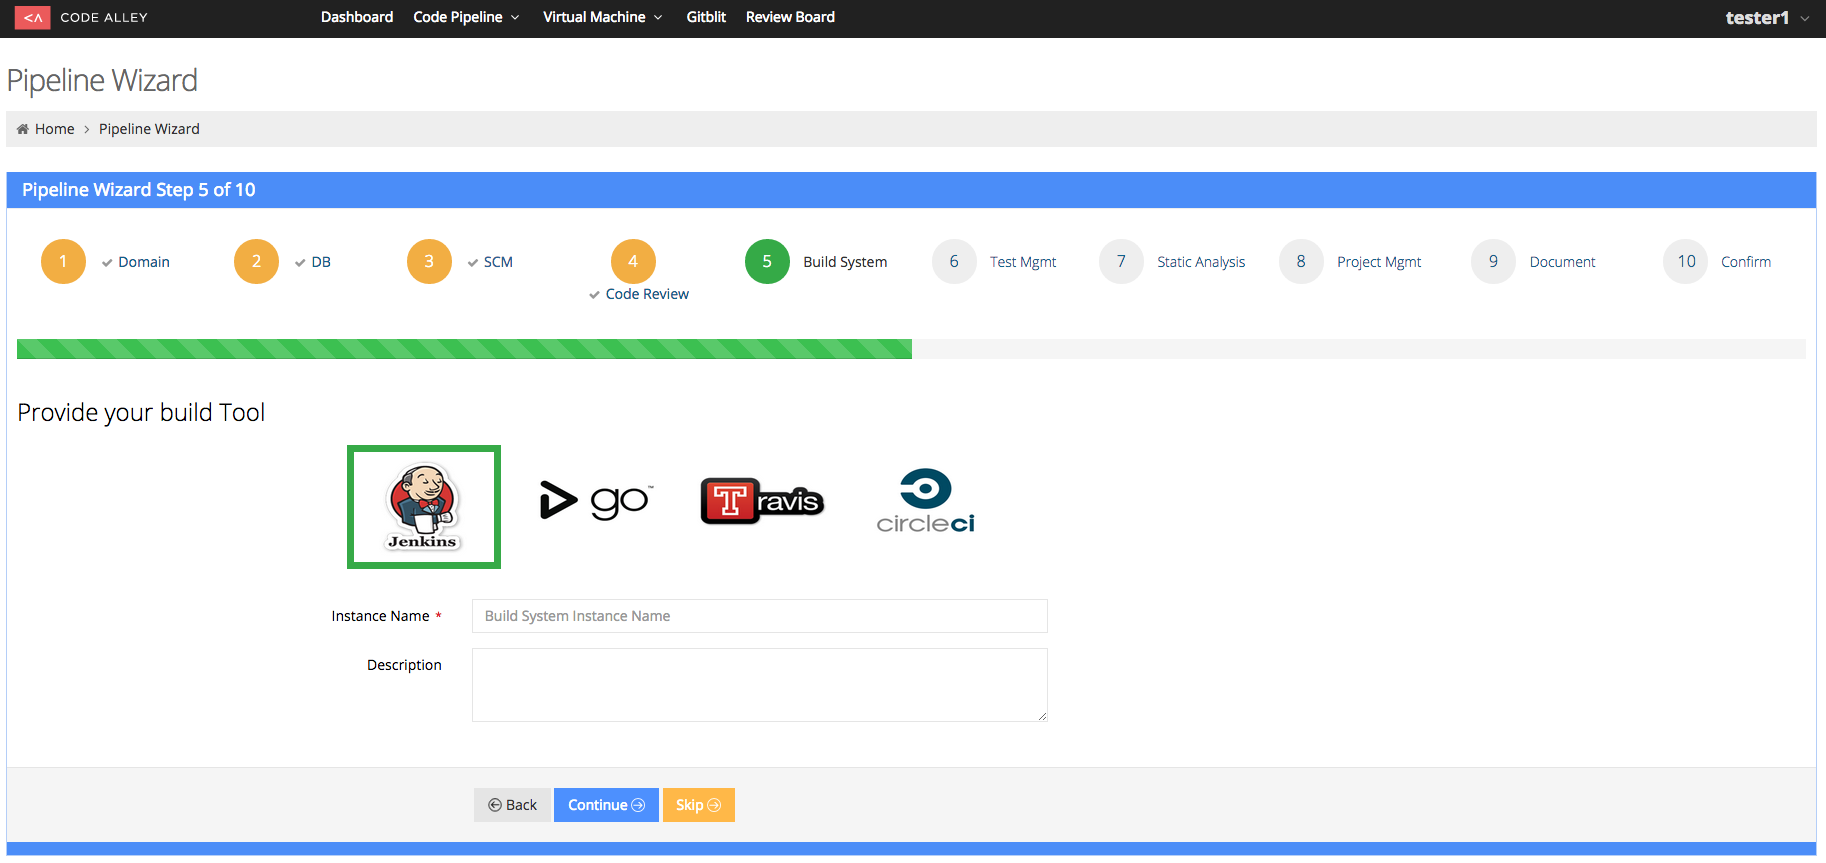 <A CODE ALLEY Dashboard Code Pipeline Virtual Machine Gitblit Review Board tester1
Pipeline Wizard
Home > Pipeline Wizard
Pipeline Wizard Step 5 of 10
1 Domain 2 DB 3 SCM 4 Code Review 5 Build System 6 Test Mgmt 7 Static Analysis 8 Project Mgmt 9 Document 10 Confirm
Provide your build Tool
Jenkins
go™
Travis
circleci
Instance Name * Build System Instance Name
Description
Back Continue Skip